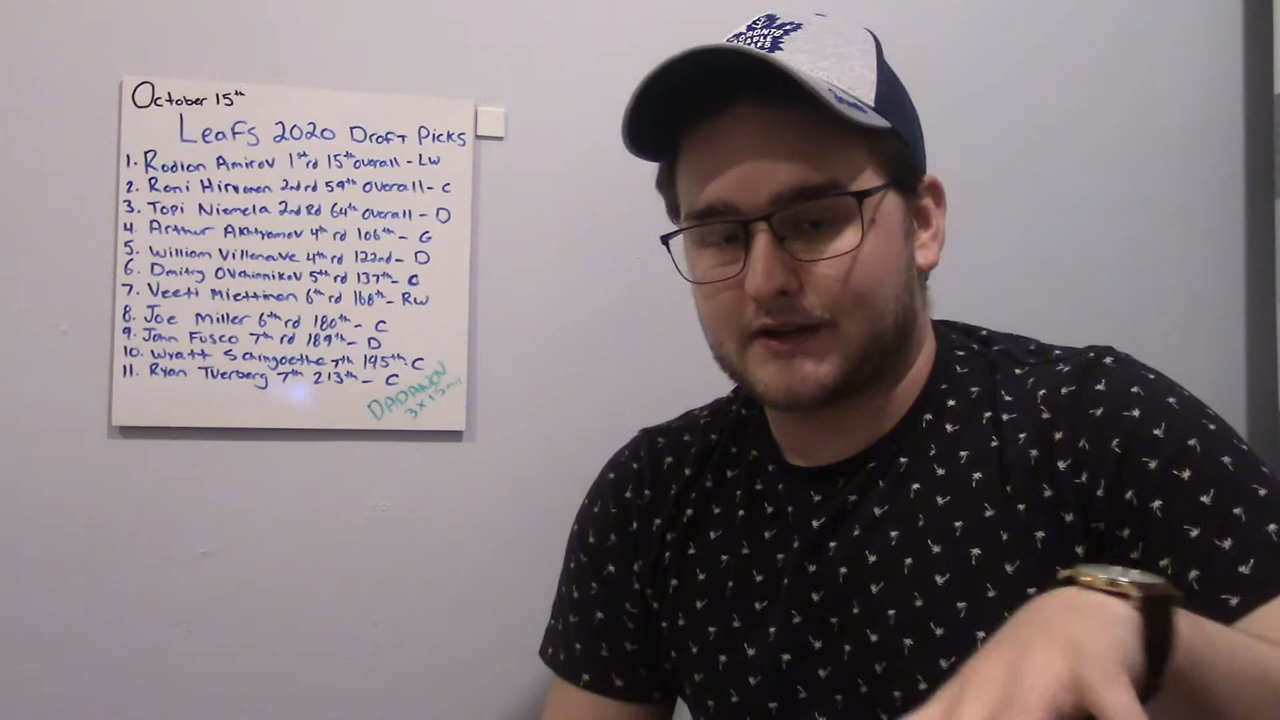 October 15th
Leafs 2020 Draft Picks
1. Rodion Amirov 1st rd 15th overall - LW
2. Roni Hirvonen 2nd rd 59th overall - C
3. Topi Niemela 2nd Rd 64th overall - D
4. Arthur Akhtyamov 4th rd 106th - G
5. William Villeneuve 4th rd 122nd - D
6. Dmitry Ovchinnikov 5th rd 137th - C
7. Veeti Miettinen 6th rd 168th - RW
8. Joe Miller 6th rd 180th - C
9. John Fusco 7th rd 189th - D
10. Wyatt Schingoethe 7th 195th - C
11. Ryan Tverberg 7th 213th - C
DADANOV
3x15mil
TORONTO
MAPLE
LEAFS